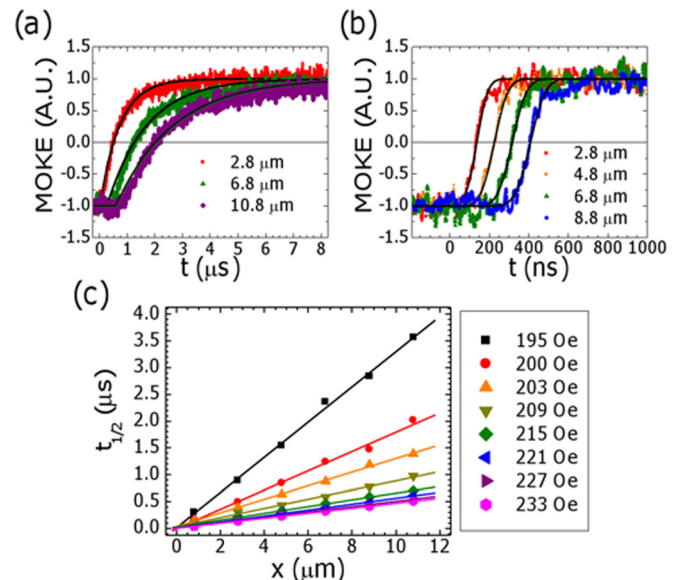 (a)
1.5
1.0
0.5
0.0
-0.5
-1.0
-1.5
MOKE (A.U.)
2.8 μm
6.8 μm
10.8 μm
0 1 2 3 4 5 6 7 8
t (μs)
(b)
1.5
1.0
0.5
0.0
-0.5
-1.0
-1.5
MOKE (A.U.)
2.8 μm
4.8 μm
6.8 μm
8.8 μm
0 200 400 600 800 1000
t (ns)
(c)
4.0
3.5
3.0
2.5
2.0
1.5
1.0
0.5
0.0
t1/2 (μs)
0 2 4 6 8 10 12
x (μm)
195 Oe
200 Oe
203 Oe
209 Oe
215 Oe
221 Oe
227 Oe
233 Oe